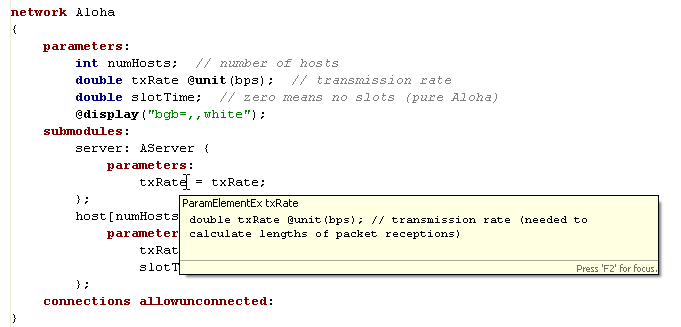 network Aloha
{
parameters:
int numHosts;  // number of hosts
double txRate @unit(bps);  // transmission rate
double slotTime;  // zero means no slots (pure Aloha)
@display("bgb=,,white");
submodules:
server: AServer {
parameters:
txRate = txRate;
};
host[numHosts
parameter
txRat
slotT
};
connections allowunconnected:
}
ParamElementEx txRate
double txRate @unit(bps); // transmission rate (needed to
calculate lengths of packet receptions)
Press 'F2' for focus.